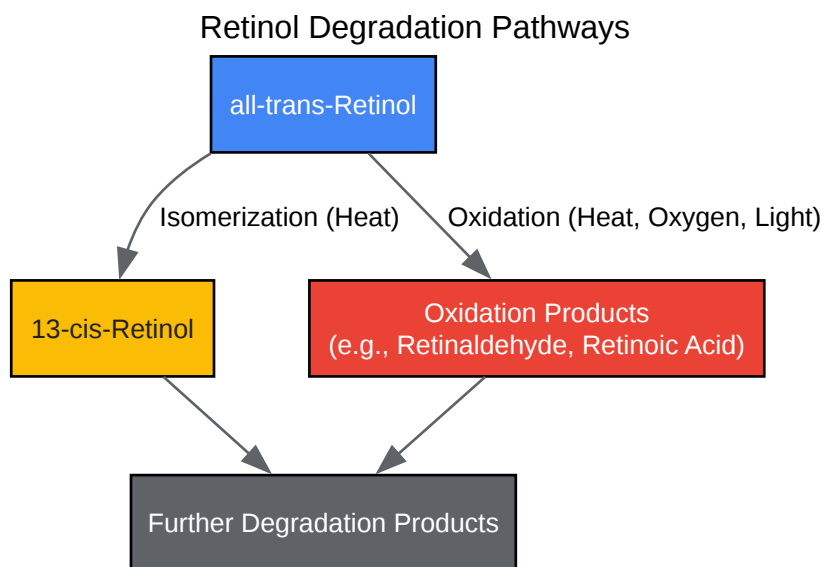 Retinol Degradation Pathways
all-trans-Retinol
Isomerization (Heat)
Oxidation (Heat, Oxygen, Light)
13-cis-Retinol
Oxidation Products
(e.g., Retinaldehyde, Retinoic Acid)
Further Degradation Products